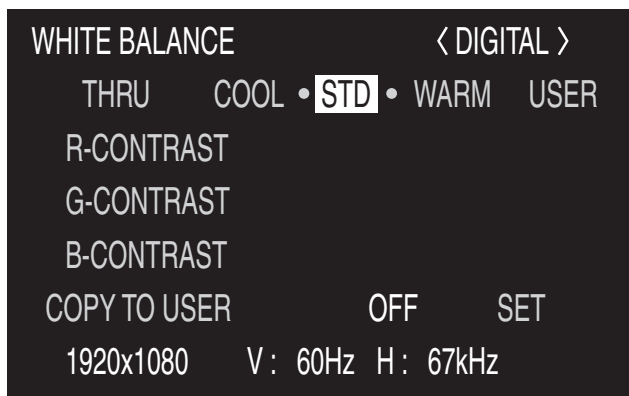 WHITE BALANCE 〈 DIGITAL 〉
THRU COOL • STD • WARM USER
R-CONTRAST
G-CONTRAST
B-CONTRAST
COPY TO USER OFF SET
1920x1080 V : 60Hz H : 67kHz